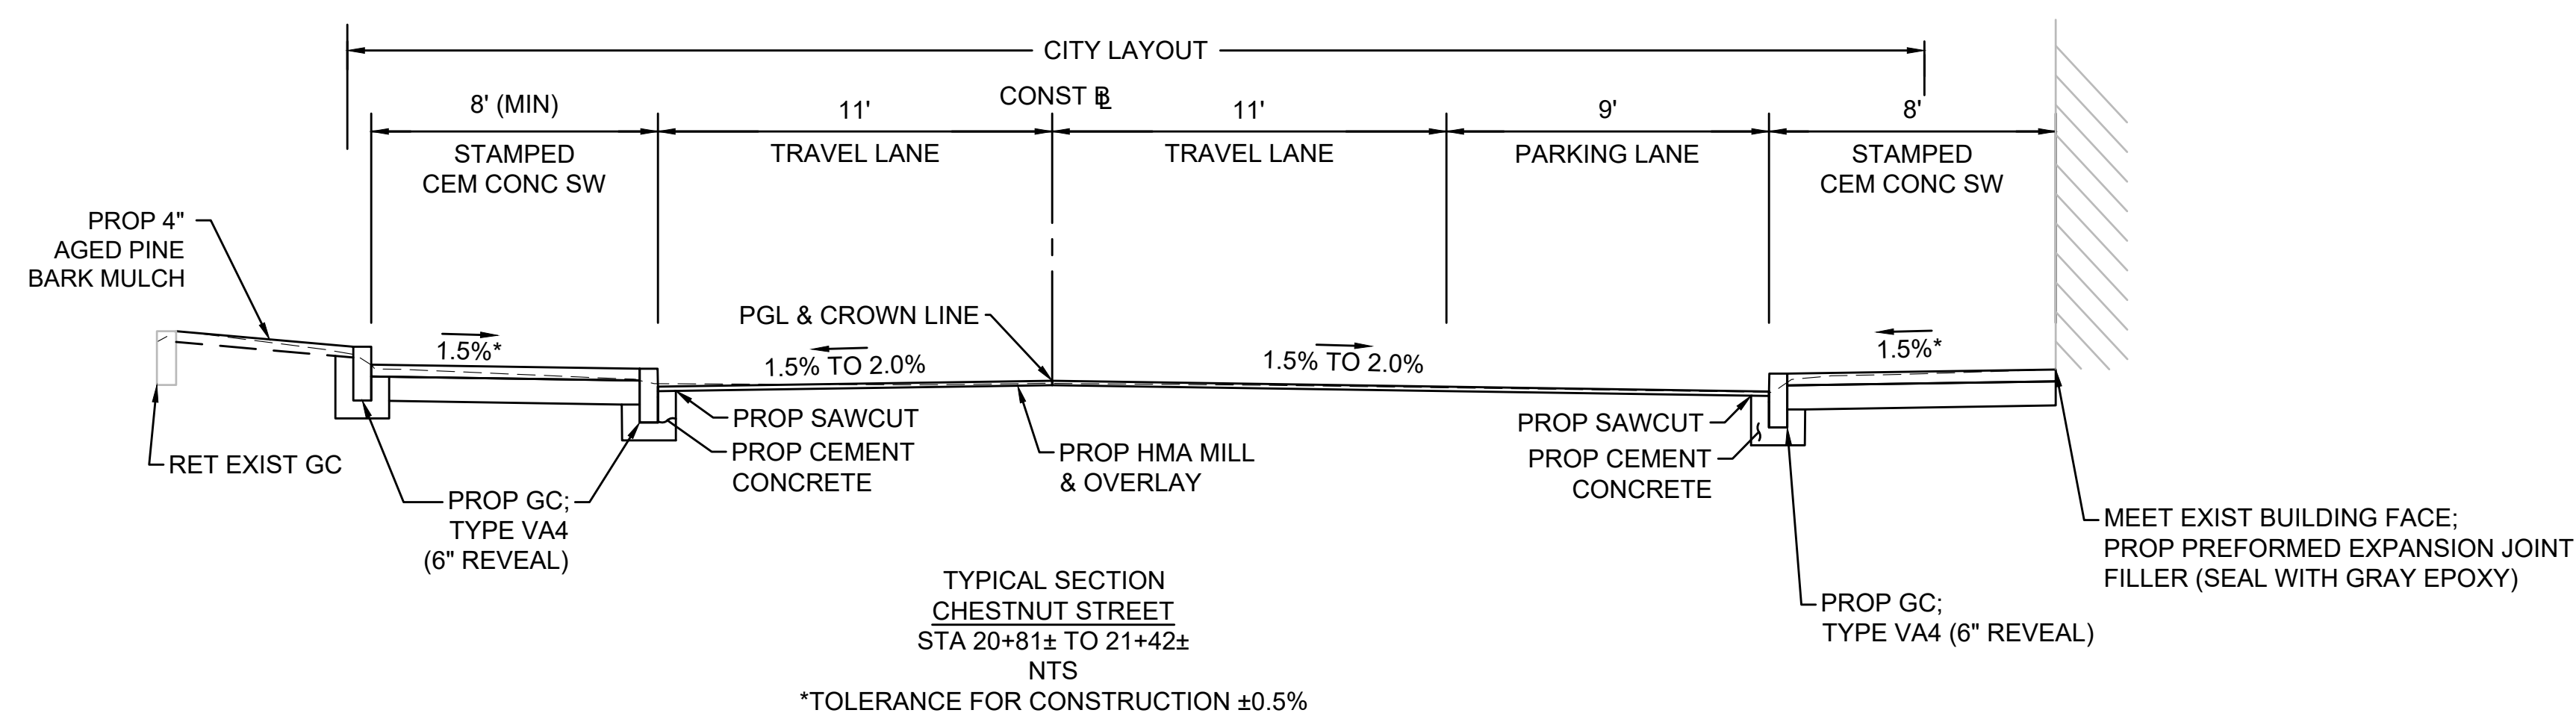 CITY LAYOUT
CONST BL
8' (MIN)
11'
11'
9'
8'
STAMPED
CEM CONC SW
TRAVEL LANE
TRAVEL LANE
PARKING LANE
STAMPED
CEM CONC SW
PROP 4"
AGED PINE
BARK MULCH
PGL & CROWN LINE
1.5%*
1.5% TO 2.0%
1.5% TO 2.0%
1.5%*
RET EXIST GC
PROP GC;
TYPE VA4
(6" REVEAL)
PROP SAWCUT
PROP CEMENT
CONCRETE
PROP HMA MILL
& OVERLAY
PROP SAWCUT
PROP CEMENT
CONCRETE
MEET EXIST BUILDING FACE;
PROP PREFORMED EXPANSION JOINT
FILLER (SEAL WITH GRAY EPOXY)
PROP GC;
TYPE VA4 (6" REVEAL)
TYPICAL SECTION
CHESTNUT STREET
STA 20+81± TO 21+42±
NTS
*TOLERANCE FOR CONSTRUCTION ±0.5%